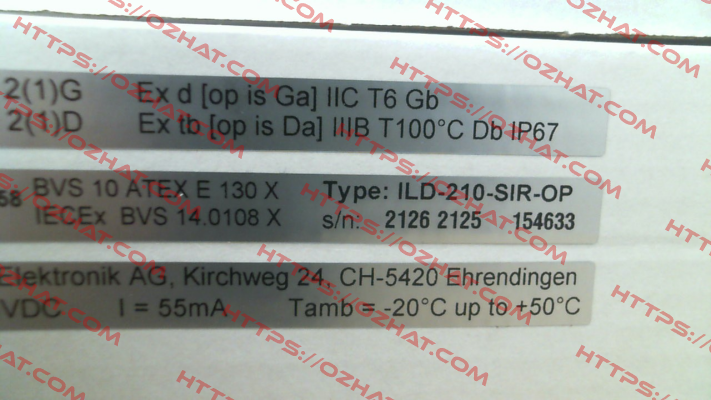 2(1)G Ex d [op is Ga] IIC T6 Gb
2(1)D Ex tb [op is Da] IIIB T100°C Db IP67
58 BVS 10 ATEX E 130 X Type: ILD-210-SIR-OP
IECEx BVS 14.0108 X s/n: 2126 2125 154633
Elektronik AG, Kirchweg 24, CH-5420 Ehrendingen
VDC I = 55mA Tamb = -20°C up to +50°C
HTTPS://OZHAT.COM